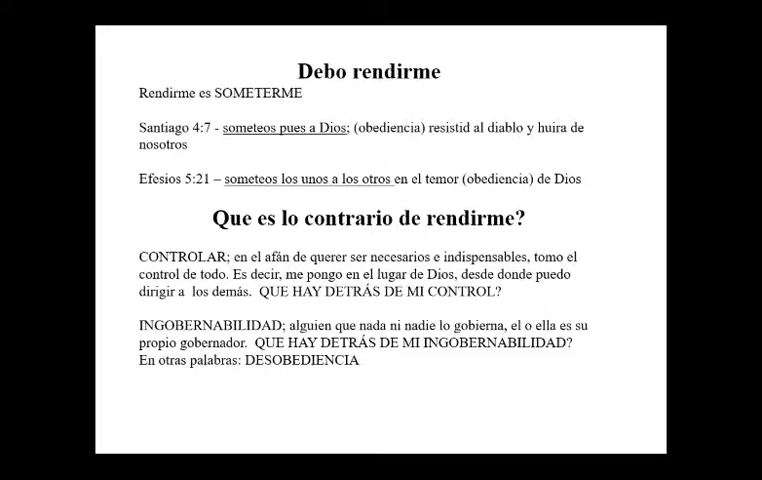 Debo rendirme
Rendirme es SOMETERME
Santiago 4:7 - someteos pues a Dios; (obediencia) resistid al diablo y huira de
nosotros
Efesios 5:21 – someteos los unos a los otros en el temor (obediencia) de Dios
Que es lo contrario de rendirme?
CONTROLAR; en el afán de querer ser necesarios e indispensables, tomo el
control de todo. Es decir, me pongo en el lugar de Dios, desde donde puedo
dirigir a  los demás.  QUE HAY DETRÁS DE MI CONTROL?
INGOBERNABILIDAD; alguien que nada ni nadie lo gobierna, el o ella es su
propio gobernador.  QUE HAY DETRÁS DE MI INGOBERNABILIDAD?
En otras palabras: DESOBEDIENCIA